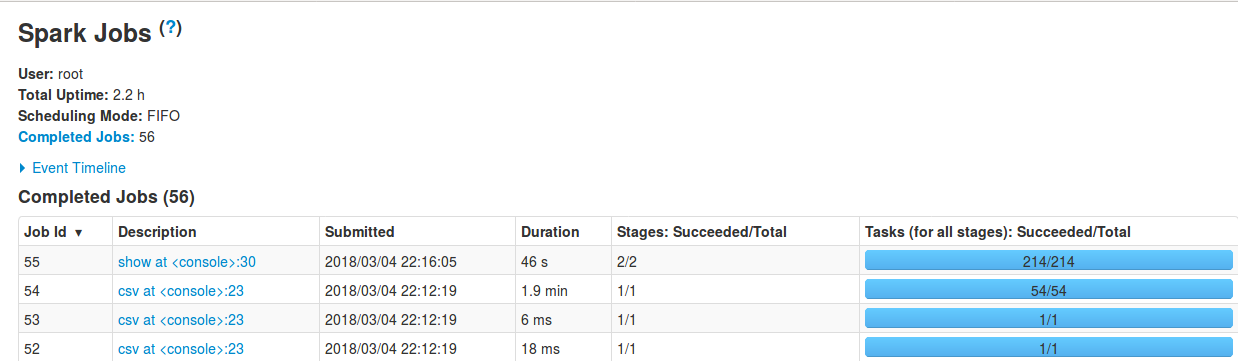 Spark Jobs (?)
User: root
Total Uptime: 2.2 h
Scheduling Mode: FIFO
Completed Jobs: 56
Event Timeline
Completed Jobs (56)
Job Id ▾ Description Submitted Duration Stages: Succeeded/Total Tasks (for all stages): Succeeded/Total
55 show at <console>:30 2018/03/04 22:16:05 46 s 2/2 214/214
54 csv at <console>:23 2018/03/04 22:12:19 1.9 min 1/1 54/54
53 csv at <console>:23 2018/03/04 22:12:19 6 ms 1/1 1/1
52 csv at <console>:23 2018/03/04 22:12:19 18 ms 1/1 1/1